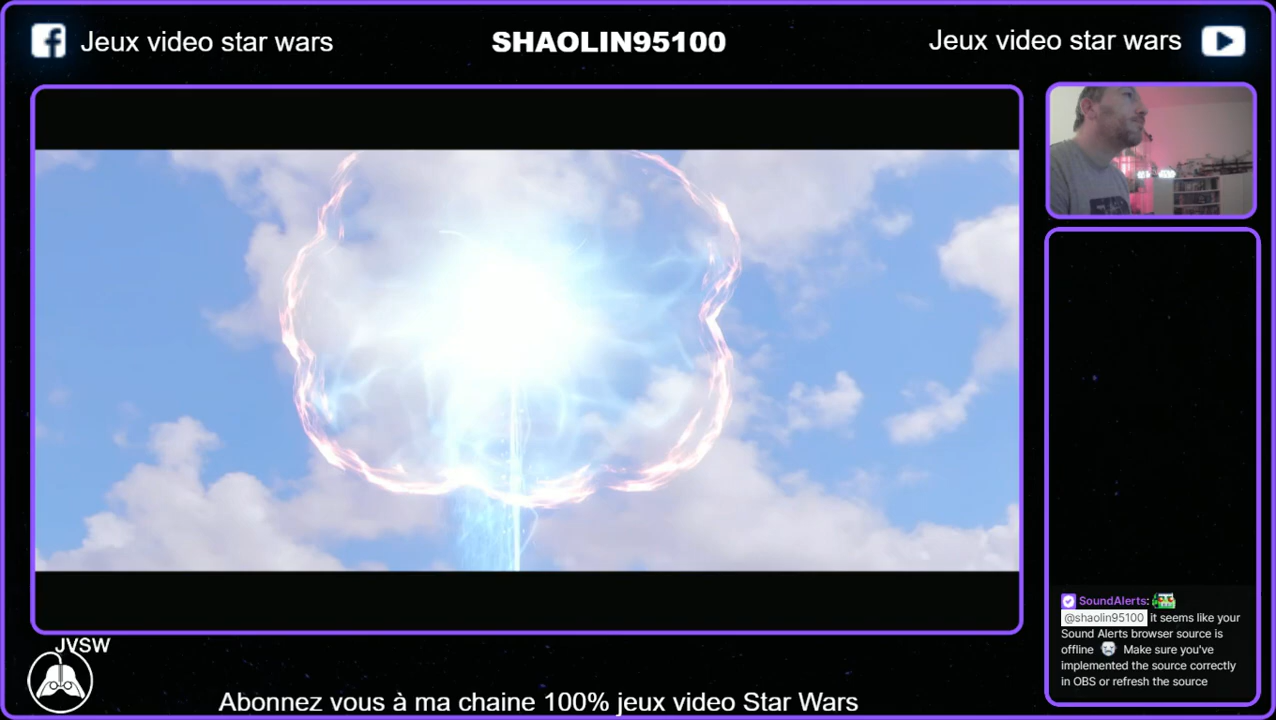 Jeux video star wars
SHAOLIN95100
Jeux video star wars
SoundAlerts:
@shaolin95100 it seems like your
Sound Alerts browser source is
offline Make sure you've
implemented the source correctly
in OBS or refresh the source
JVSW
Abonnez vous à ma chaine 100% jeux video Star Wars